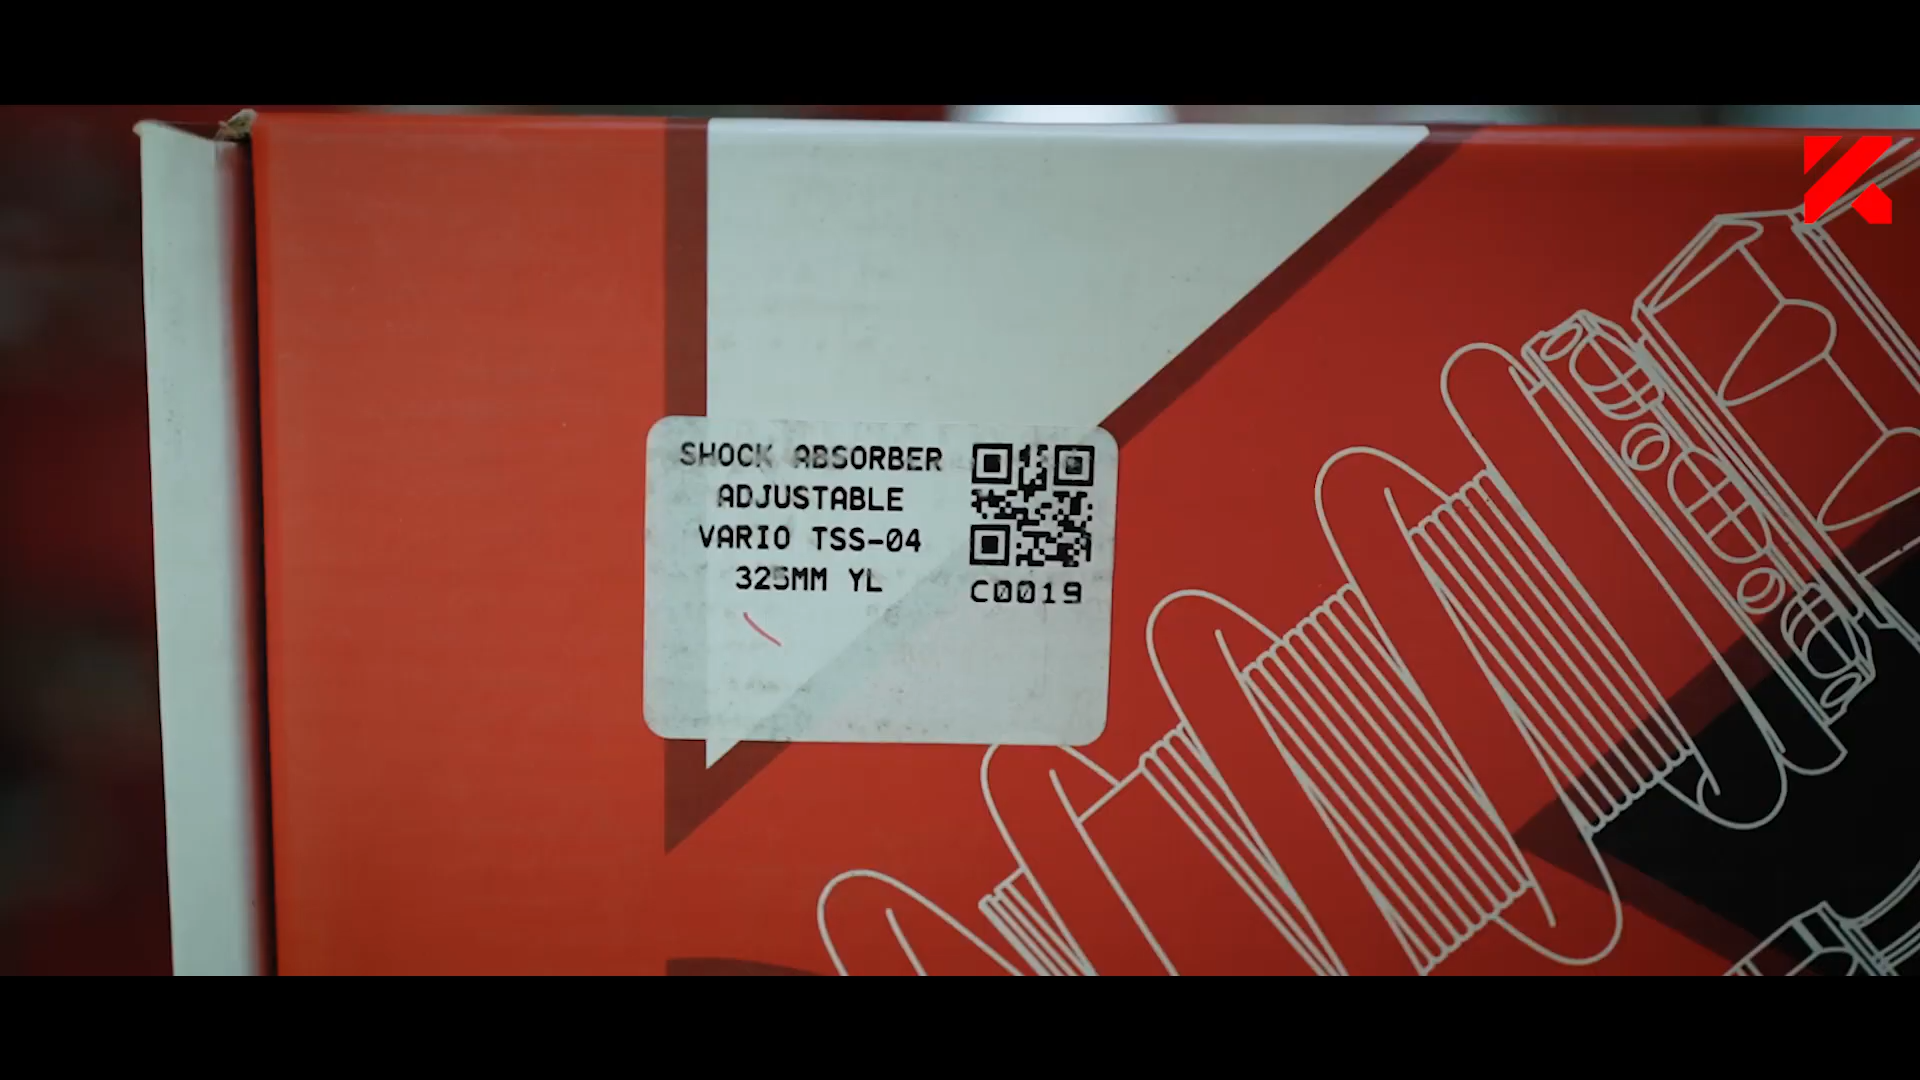 SHOCK ABSORBER
ADJUSTABLE
VARIO TSS-04
325MM YL
C0019